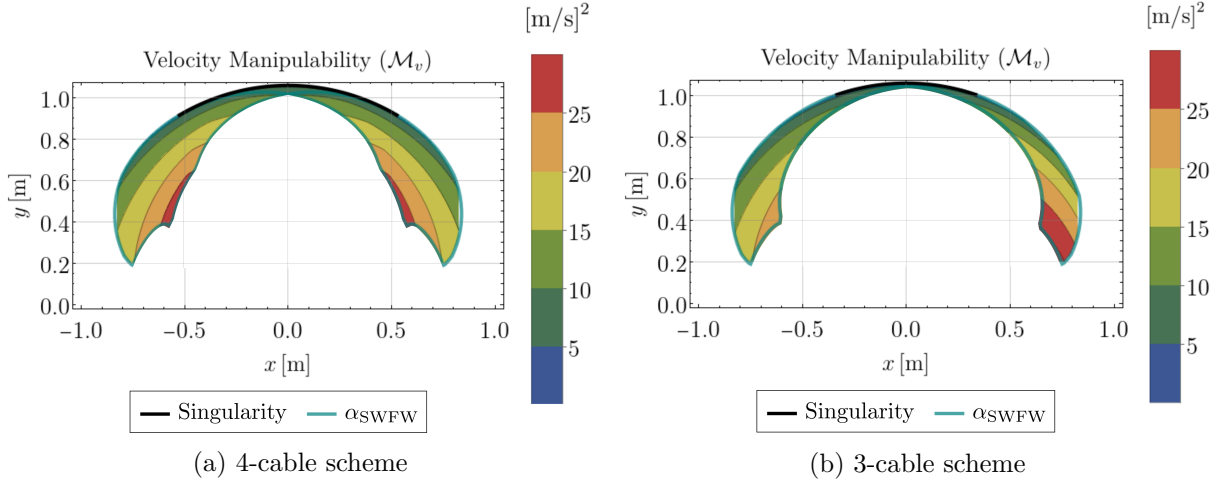 [m/s]²
Velocity Manipulability (ℳᵥ)
1.0
0.8
0.6
0.4
0.2
0.0
y [m]
−1.0 −0.5 0.0 0.5 1.0
x [m]
25
20
15
10
5
Singularity α_SWFW
(a) 4-cable scheme
[m/s]²
Velocity Manipulability (ℳᵥ)
1.0
0.8
0.6
0.4
0.2
0.0
y [m]
−1.0 −0.5 0.0 0.5 1.0
x [m]
25
20
15
10
5
Singularity α_SWFW
(b) 3-cable scheme